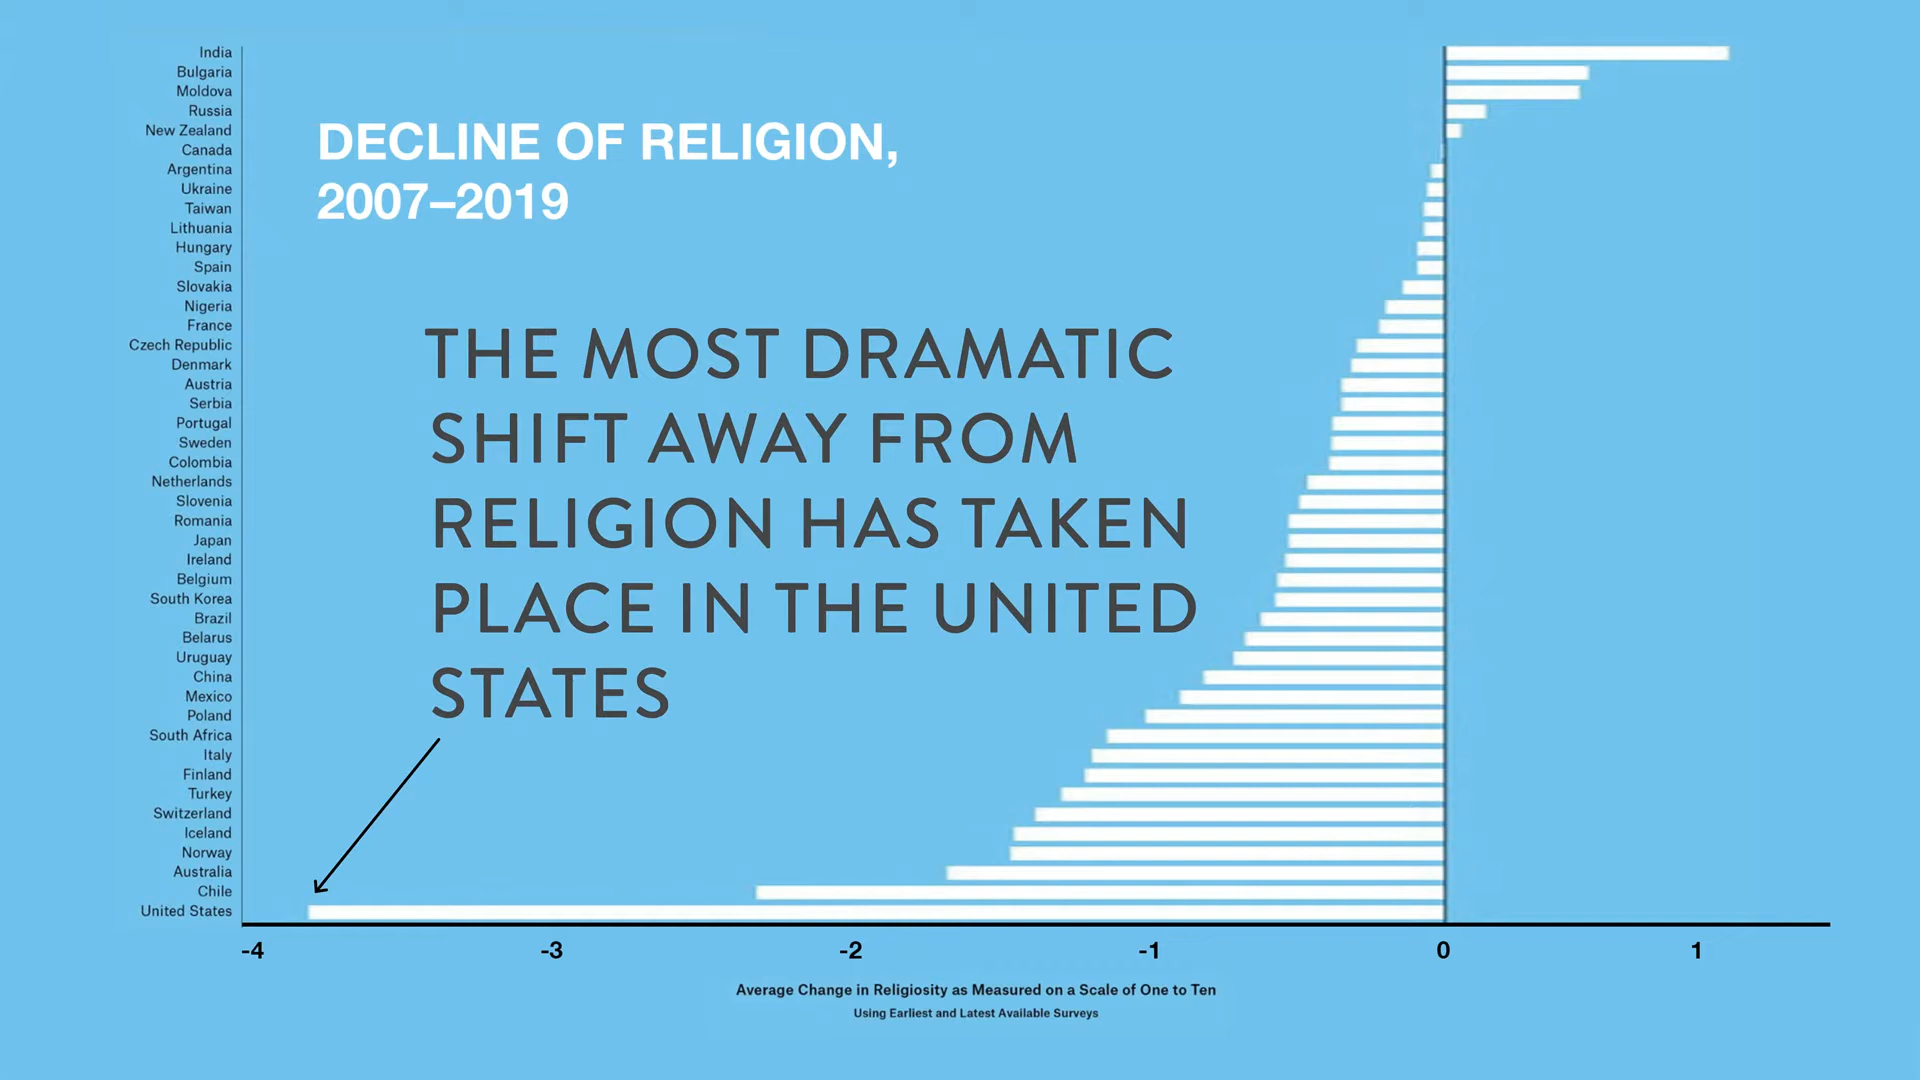 India
Bulgaria
Moldova
Russia
New Zealand
Canada
Argentina
Ukraine
Taiwan
Lithuania
Hungary
Spain
Slovakia
Nigeria
France
Czech Republic
Denmark
Austria
Serbia
Portugal
Sweden
Colombia
Netherlands
Slovenia
Romania
Japan
Ireland
Belgium
South Korea
Brazil
Belarus
Uruguay
China
Mexico
Poland
South Africa
Italy
Finland
Turkey
Switzerland
Iceland
Norway
Australia
Chile
United States
DECLINE OF RELIGION,
2007–2019
THE MOST DRAMATIC
SHIFT AWAY FROM
RELIGION HAS TAKEN
PLACE IN THE UNITED
STATES
-4 -3 -2 -1 0 1
Average Change in Religiosity as Measured on a Scale of One to Ten
Using Earliest and Latest Available Surveys